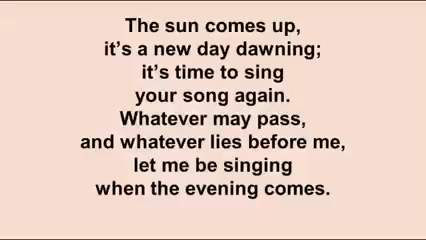 The sun comes up,
it’s a new day dawning;
it’s time to sing
your song again.
Whatever may pass,
and whatever lies before me,
let me be singing
when the evening comes.